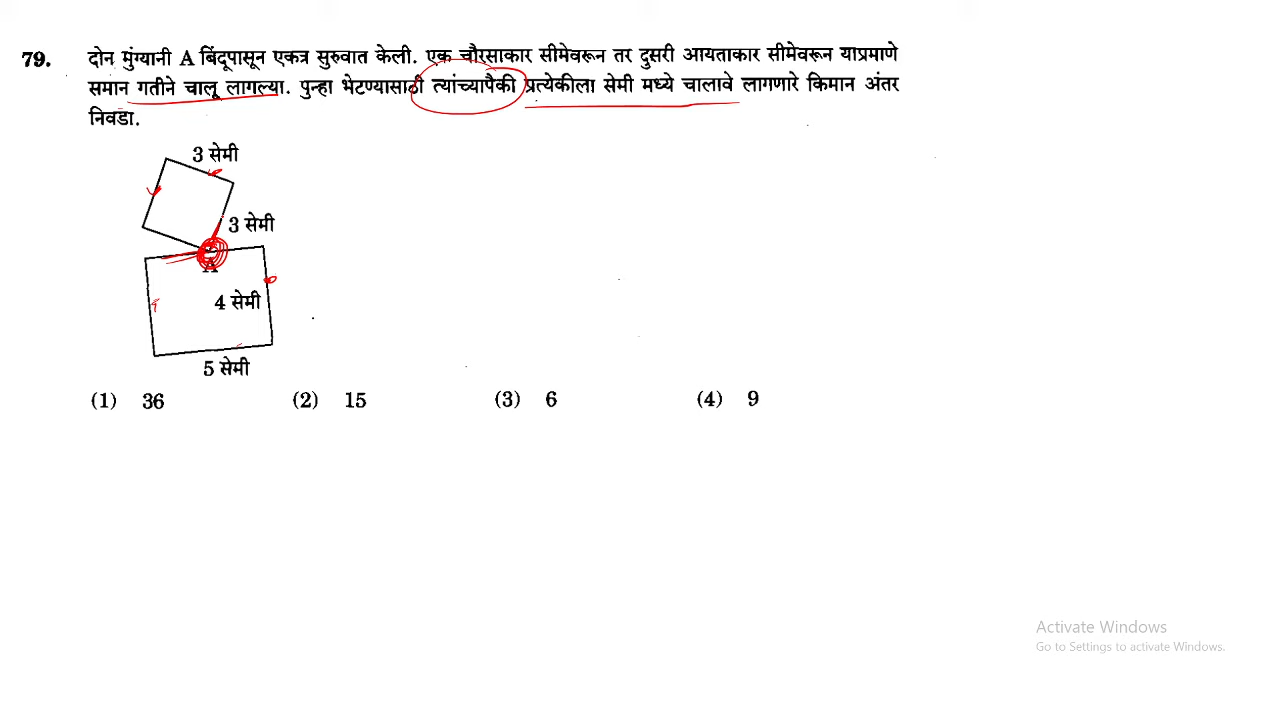 79. दोन मुंग्यानी A बिंदूपासून एकत्र सुरुवात केली. एक चौरसाकार सीमेवरून तर दुसरी आयताकार सीमेवरून याप्रमाणे
समान गतीने चालू लागल्या. पुन्हा भेटण्यासाठी त्यांच्यापैकी प्रत्येकीला सेमी मध्ये चालावे लागणारे किमान अंतर
निवडा.
3 सेमी
3 सेमी
A
4 सेमी
5 सेमी
(1) 36 (2) 15 (3) 6 (4) 9
Activate Windows
Go to Settings to activate Windows.